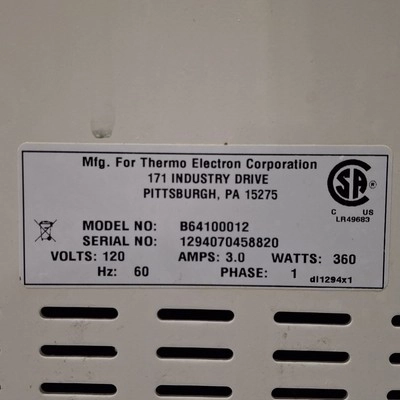 Mfg. For Thermo Electron Corporation
171 INDUSTRY DRIVE
PITTSBURGH, PA 15275
SA ®
C US
LR49683
MODEL NO: B64100012
SERIAL NO: 1294070458820
VOLTS: 120 AMPS: 3.0 WATTS: 360
Hz: 60 PHASE: 1 dl1294x1